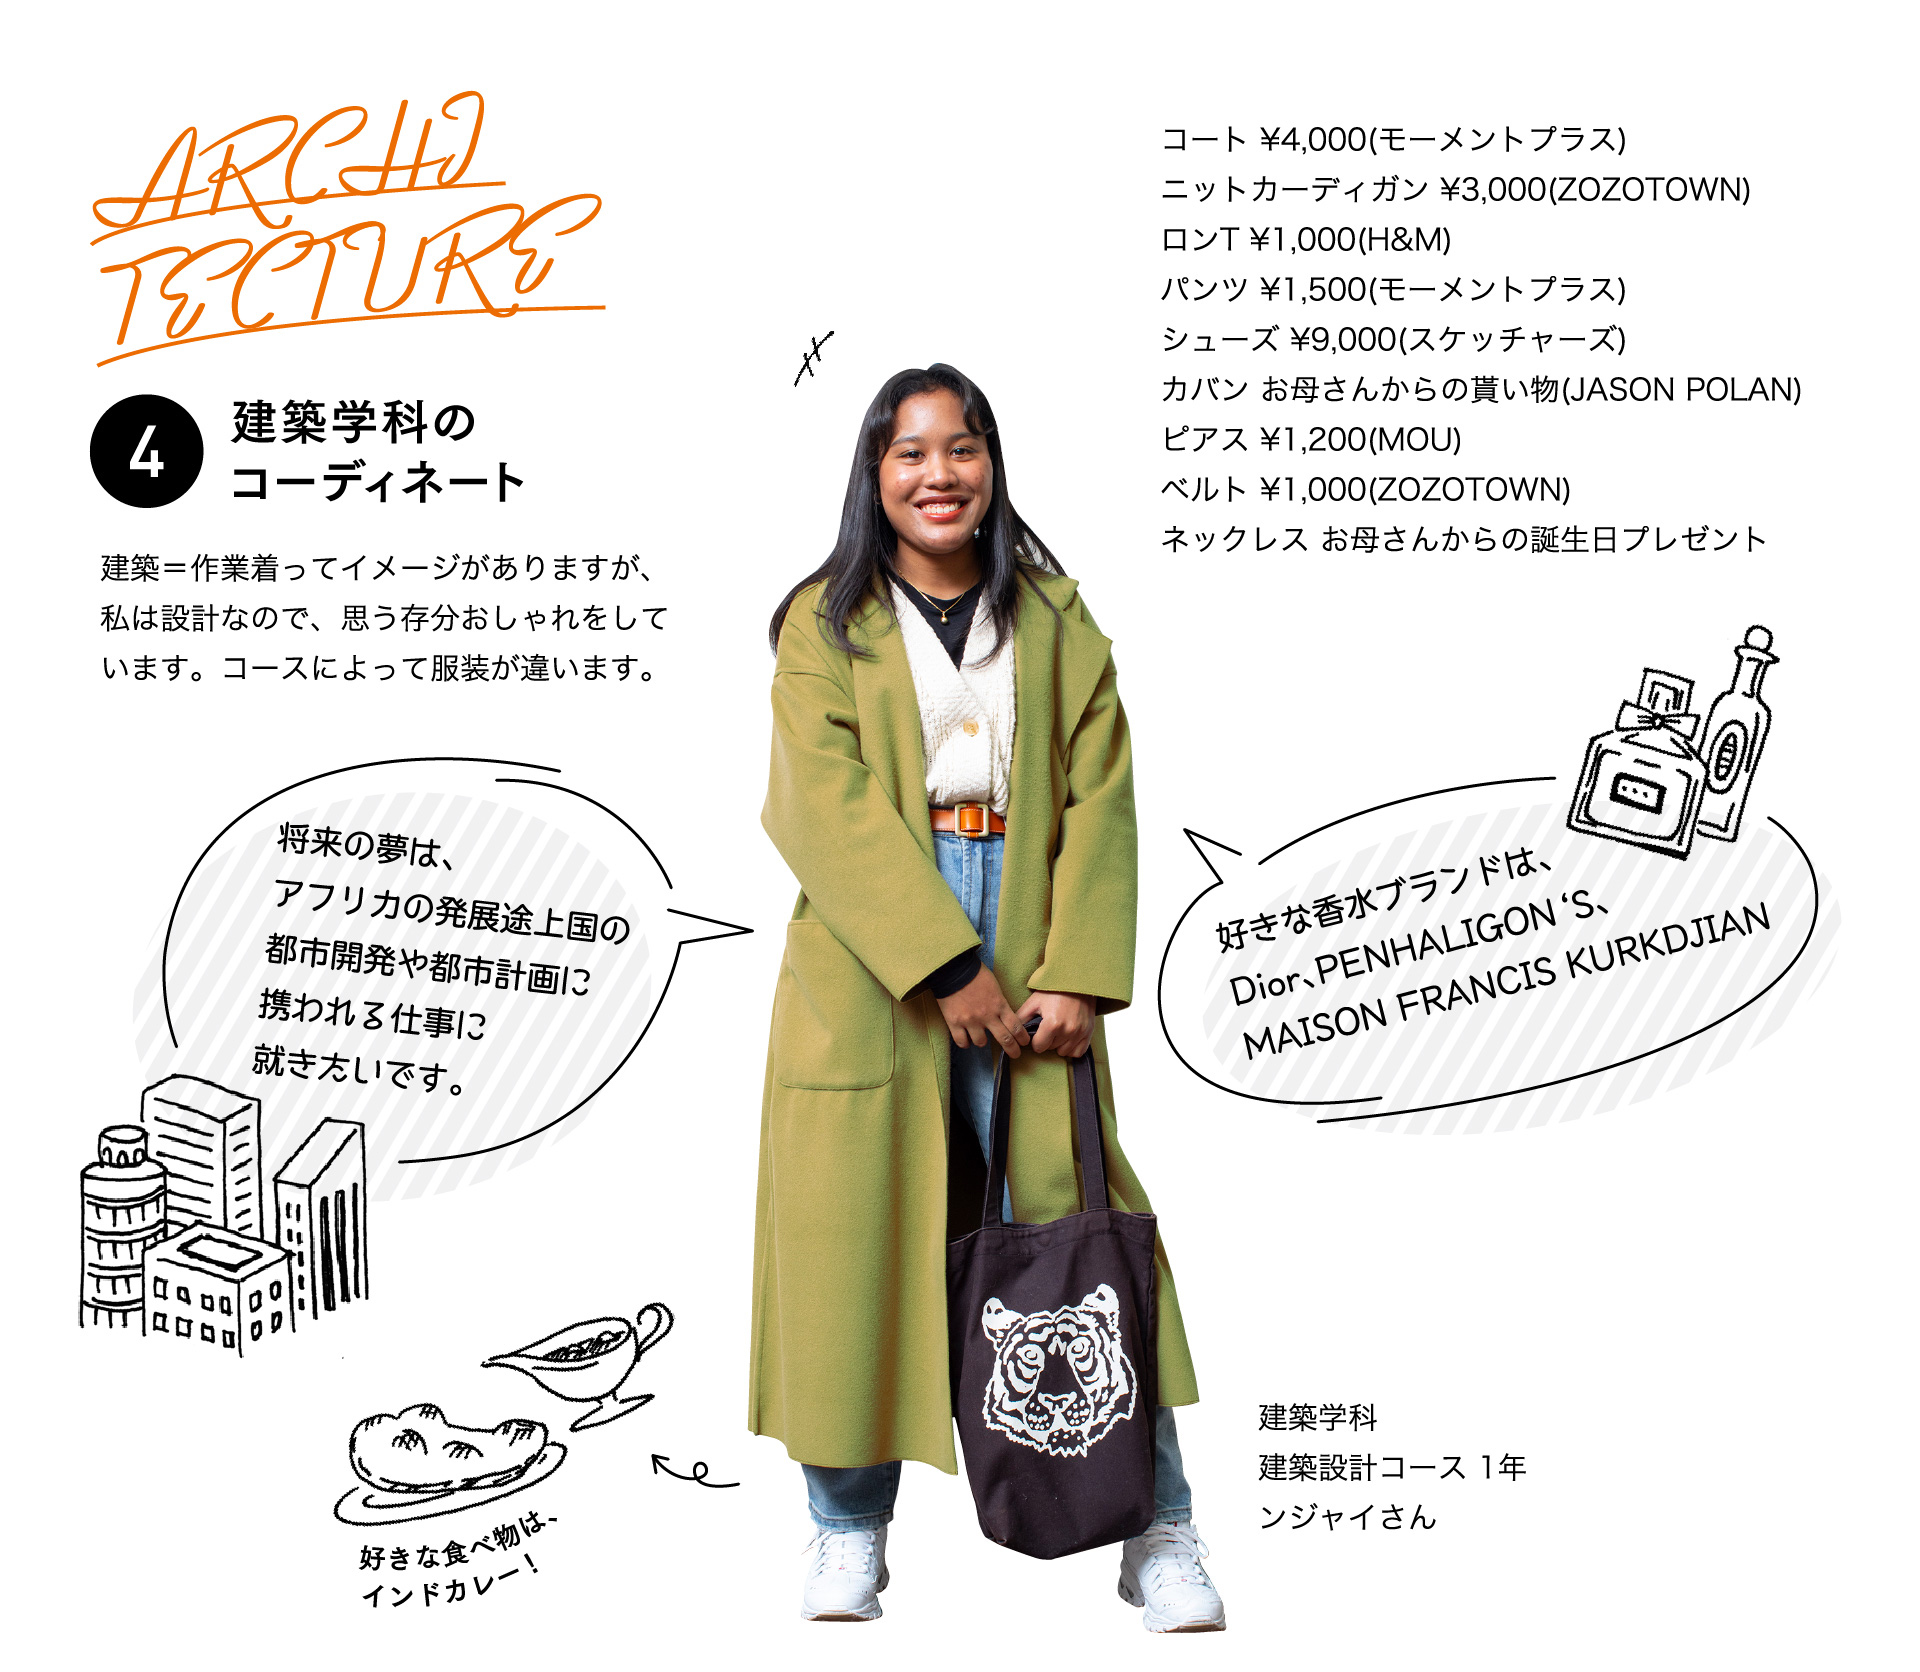 ARCHI
TECTURE
4
建築学科の
コーディネート
建築＝作業着ってイメージがありますが、
私は設計なので、思う存分おしゃれをして
います。コースによって服装が違います。
コート ¥4,000(モーメントプラス)
ニットカーディガン ¥3,000(ZOZOTOWN)
ロンT ¥1,000(H&M)
パンツ ¥1,500(モーメントプラス)
シューズ ¥9,000(スケッチャーズ)
カバン お母さんからの貰い物(JASON POLAN)
ピアス ¥1,200(MOU)
ベルト ¥1,000(ZOZOTOWN)
ネックレス お母さんからの誕生日プレゼント
将来の夢は、
アフリカの発展途上国の
都市開発や都市計画に
携われる仕事に
就きたいです。
好きな香水ブランドは、
Dior、PENHALIGON‘S、
MAISON FRANCIS KURKDJIAN
好きな食べ物は、
インドカレー！
建築学科
建築設計コース 1年
ンジャイさん